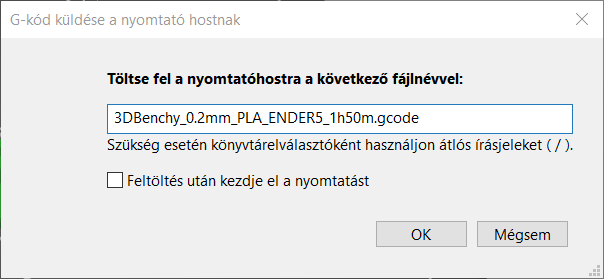 G-kód küldése a nyomtató hostnak
Töltse fel a nyomtatóhostra a következő fájlnévvel:
3DBenchy_0.2mm_PLA_ENDER5_1h50m.gcode
Szükség esetén könyvtárelválasztóként használjon átlós írásjeleket ( / ).
Feltöltés után kezdje el a nyomtatást
OK
Mégsem